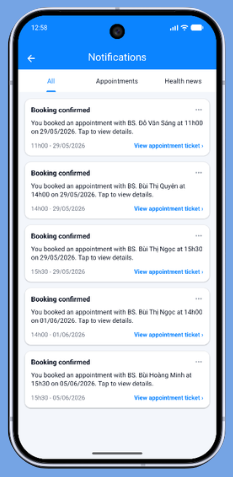 12:58
Notifications
All Appointments Health news
Booking confirmed
You booked an appointment with BS. Đỗ Văn Sáng at 11h00
on 29/05/2026. Tap to view details.
11h00 - 29/05/2026 View appointment ticket ›
Booking confirmed
You booked an appointment with BS. Bùi Thị Quyên at
14h00 on 29/05/2026. Tap to view details.
14h00 - 29/05/2026 View appointment ticket ›
Booking confirmed
You booked an appointment with BS. Bùi Thị Ngọc at 15h30
on 29/05/2026. Tap to view details.
15h30 - 29/05/2026 View appointment ticket ›
Booking confirmed
You booked an appointment with BS. Bùi Thị Ngọc at 14h00
on 01/06/2026. Tap to view details.
14h00 - 01/06/2026 View appointment ticket ›
Booking confirmed
You booked an appointment with BS. Bùi Hoàng Minh at
15h30 on 05/06/2026. Tap to view details.
15h30 - 05/06/2026 View appointment ticket ›